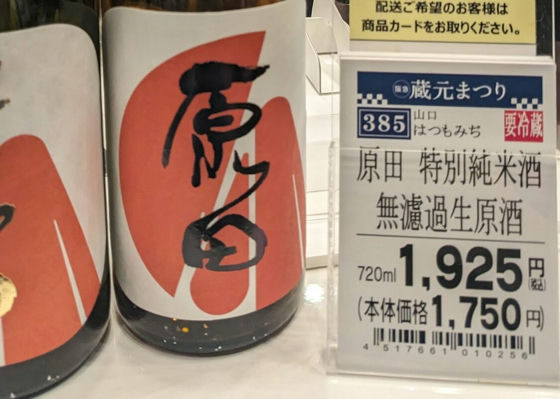 配送ご希望のお客様は
商品カードをお取りください。
阪急 蔵元まつり
385 山口 はつもみぢ 要冷蔵
原田 特別純米酒
無濾過生原酒
720ml 1,925円(税込)
(本体価格1,750円)
4517661010256
原田